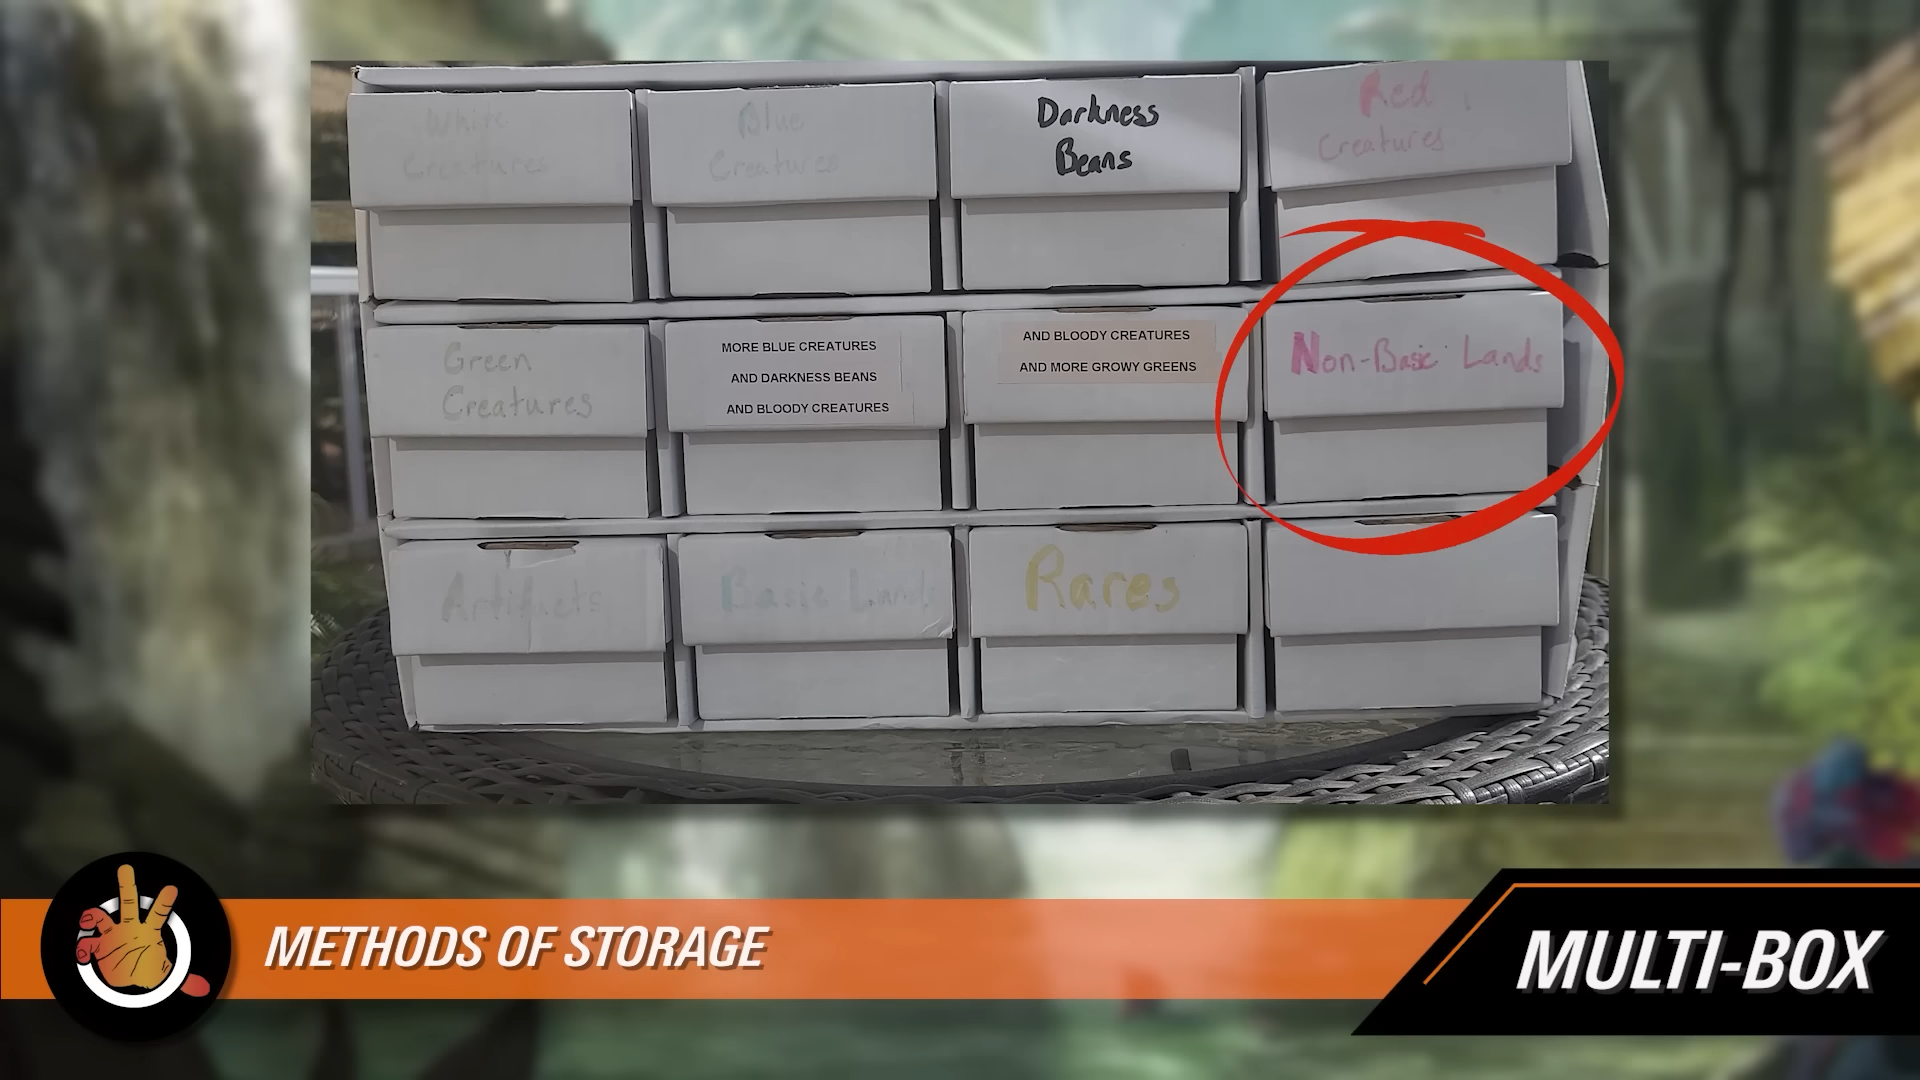 White
Creatures
Blue
Creatures
Darkness
Beans
Red
Creatures
Green
Creatures
MORE BLUE CREATURES
AND DARKNESS BEANS
AND BLOODY CREATURES
AND BLOODY CREATURES
AND MORE GROWY GREENS
Non-Basic Lands
Artifacts
Basic Lands
Rares
METHODS OF STORAGE
MULTI-BOX